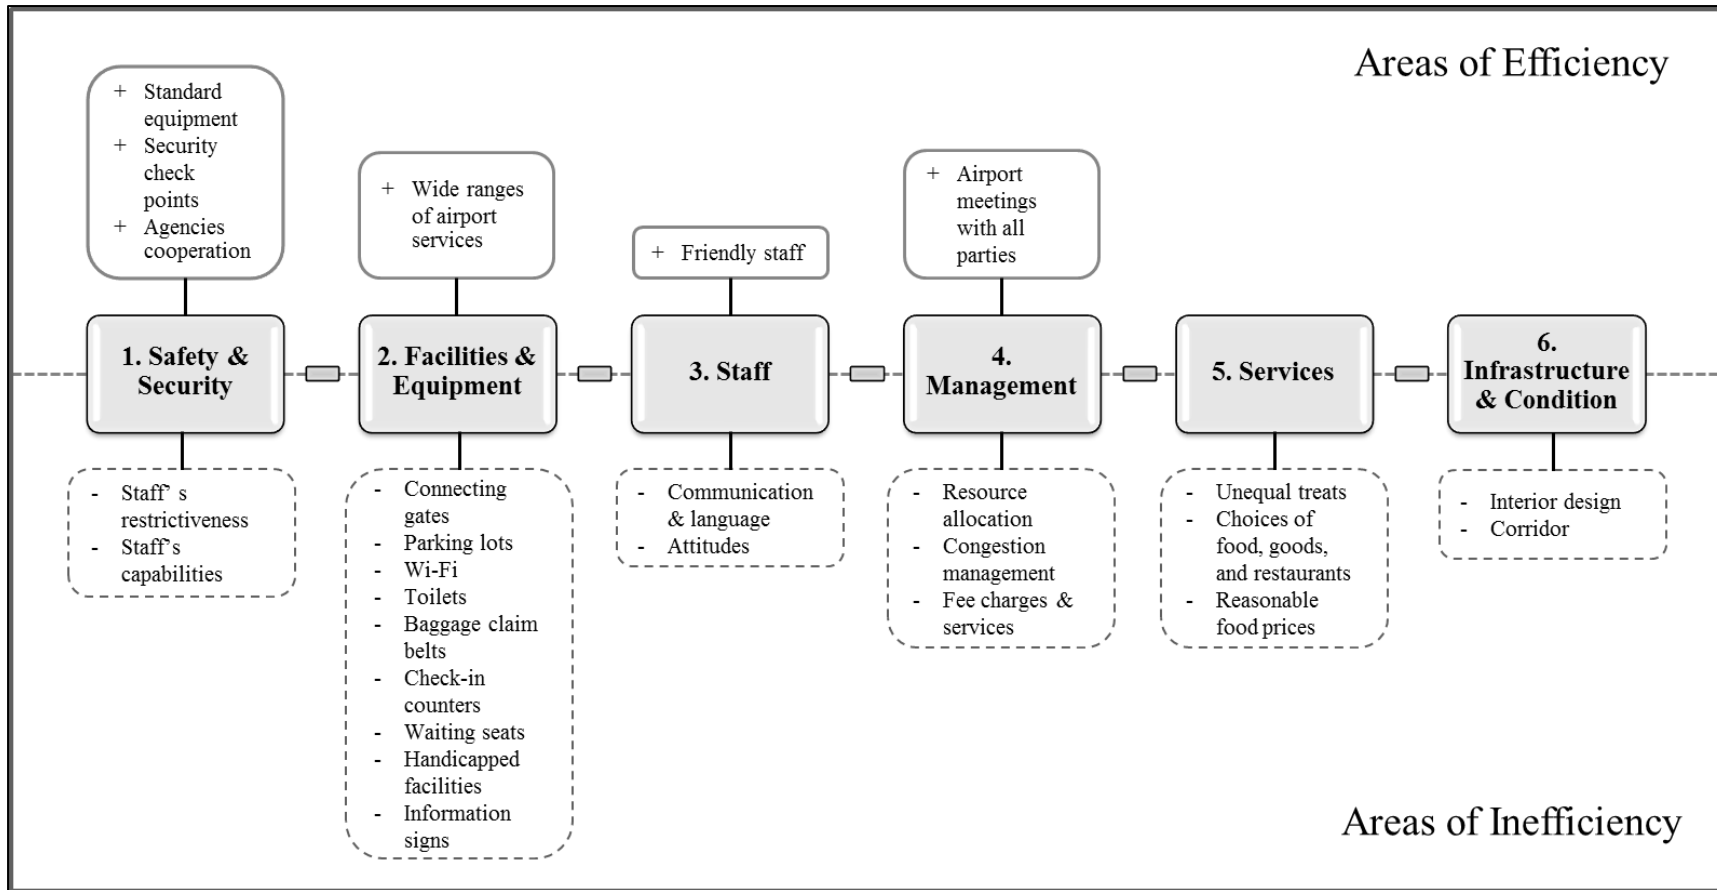 Areas of Efficiency
+ Standard
equipment
+ Security
check
points
+ Agencies
cooperation
+ Wide ranges
of airport
services
+ Friendly staff
+ Airport
meetings
with all
parties
1. Safety &
Security
2. Facilities &
Equipment
3. Staff
4.
Management
5. Services
6.
Infrastructure
& Condition
- Staff' s
restrictiveness
- Staff's
capabilities
- Connecting
gates
- Parking lots
- Wi-Fi
- Toilets
- Baggage claim
belts
- Check-in
counters
- Waiting seats
- Handicapped
facilities
- Information
signs
- Communication
& language
- Attitudes
- Resource
allocation
- Congestion
management
- Fee charges &
services
- Unequal treats
- Choices of
food, goods,
and restaurants
- Reasonable
food prices
- Interior design
- Corridor
Areas of Inefficiency